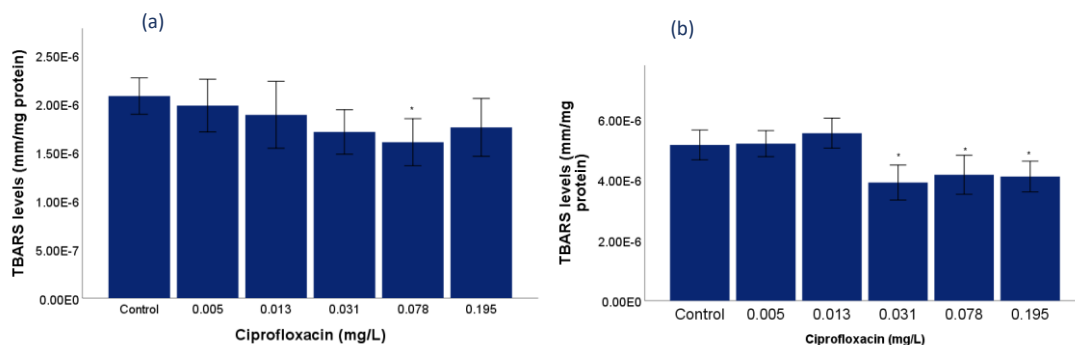 (a)
TBARS levels (mm/mg protein)
2.50E-6
2.00E-6
1.50E-6
1.00E-6
5.00E-7
0.00E0
*
Control 0.005 0.013 0.031 0.078 0.195
Ciprofloxacin (mg/L)
(b)
TBARS levels (mm/mg
protein)
6.00E-6
4.00E-6
2.00E-6
0.00E0
* * *
Control 0.005 0.013 0.031 0.078 0.195
Ciprofloxacin (mg/L)